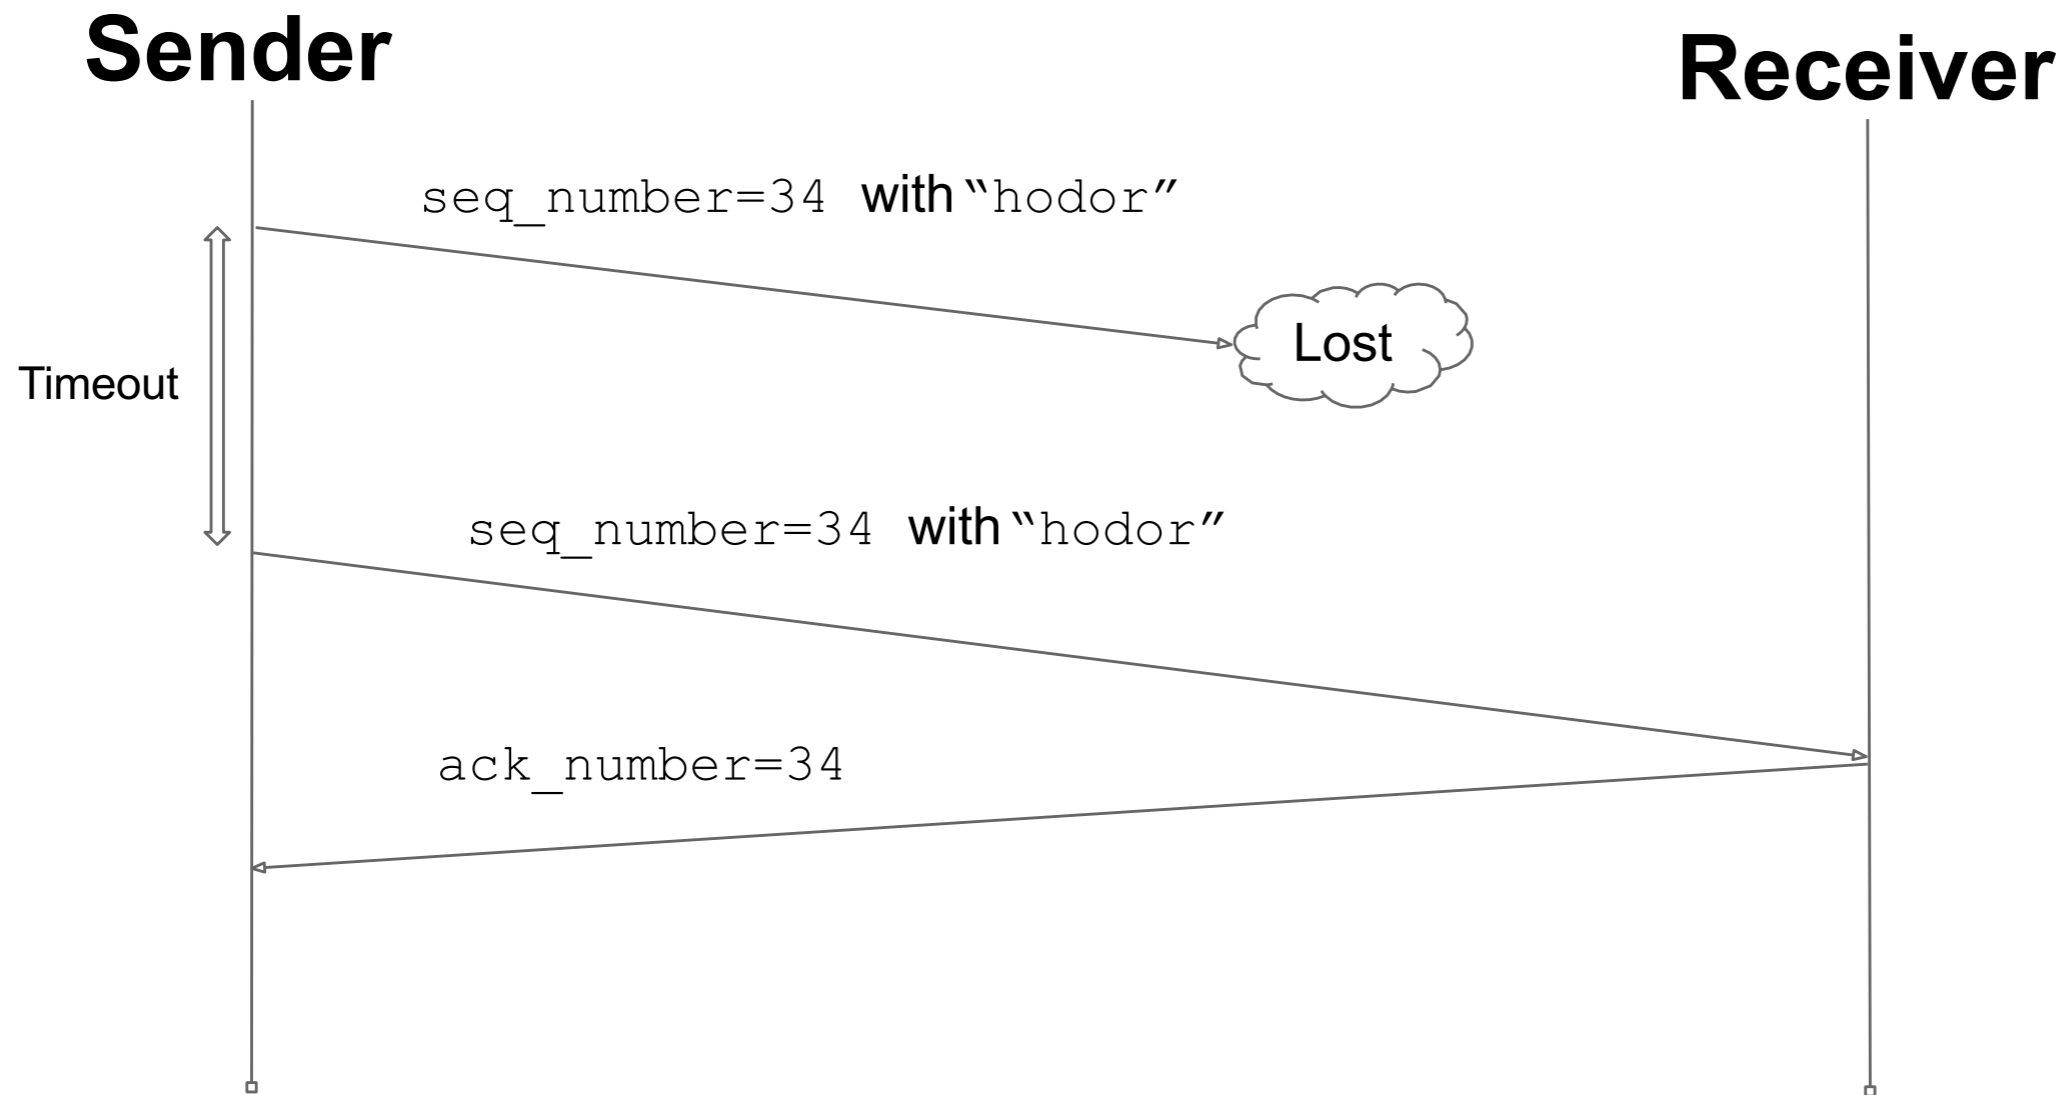 Sender
Receiver
seq_number=34 with “hodor”
Lost
Timeout
seq_number=34 with “hodor”
ack_number=34